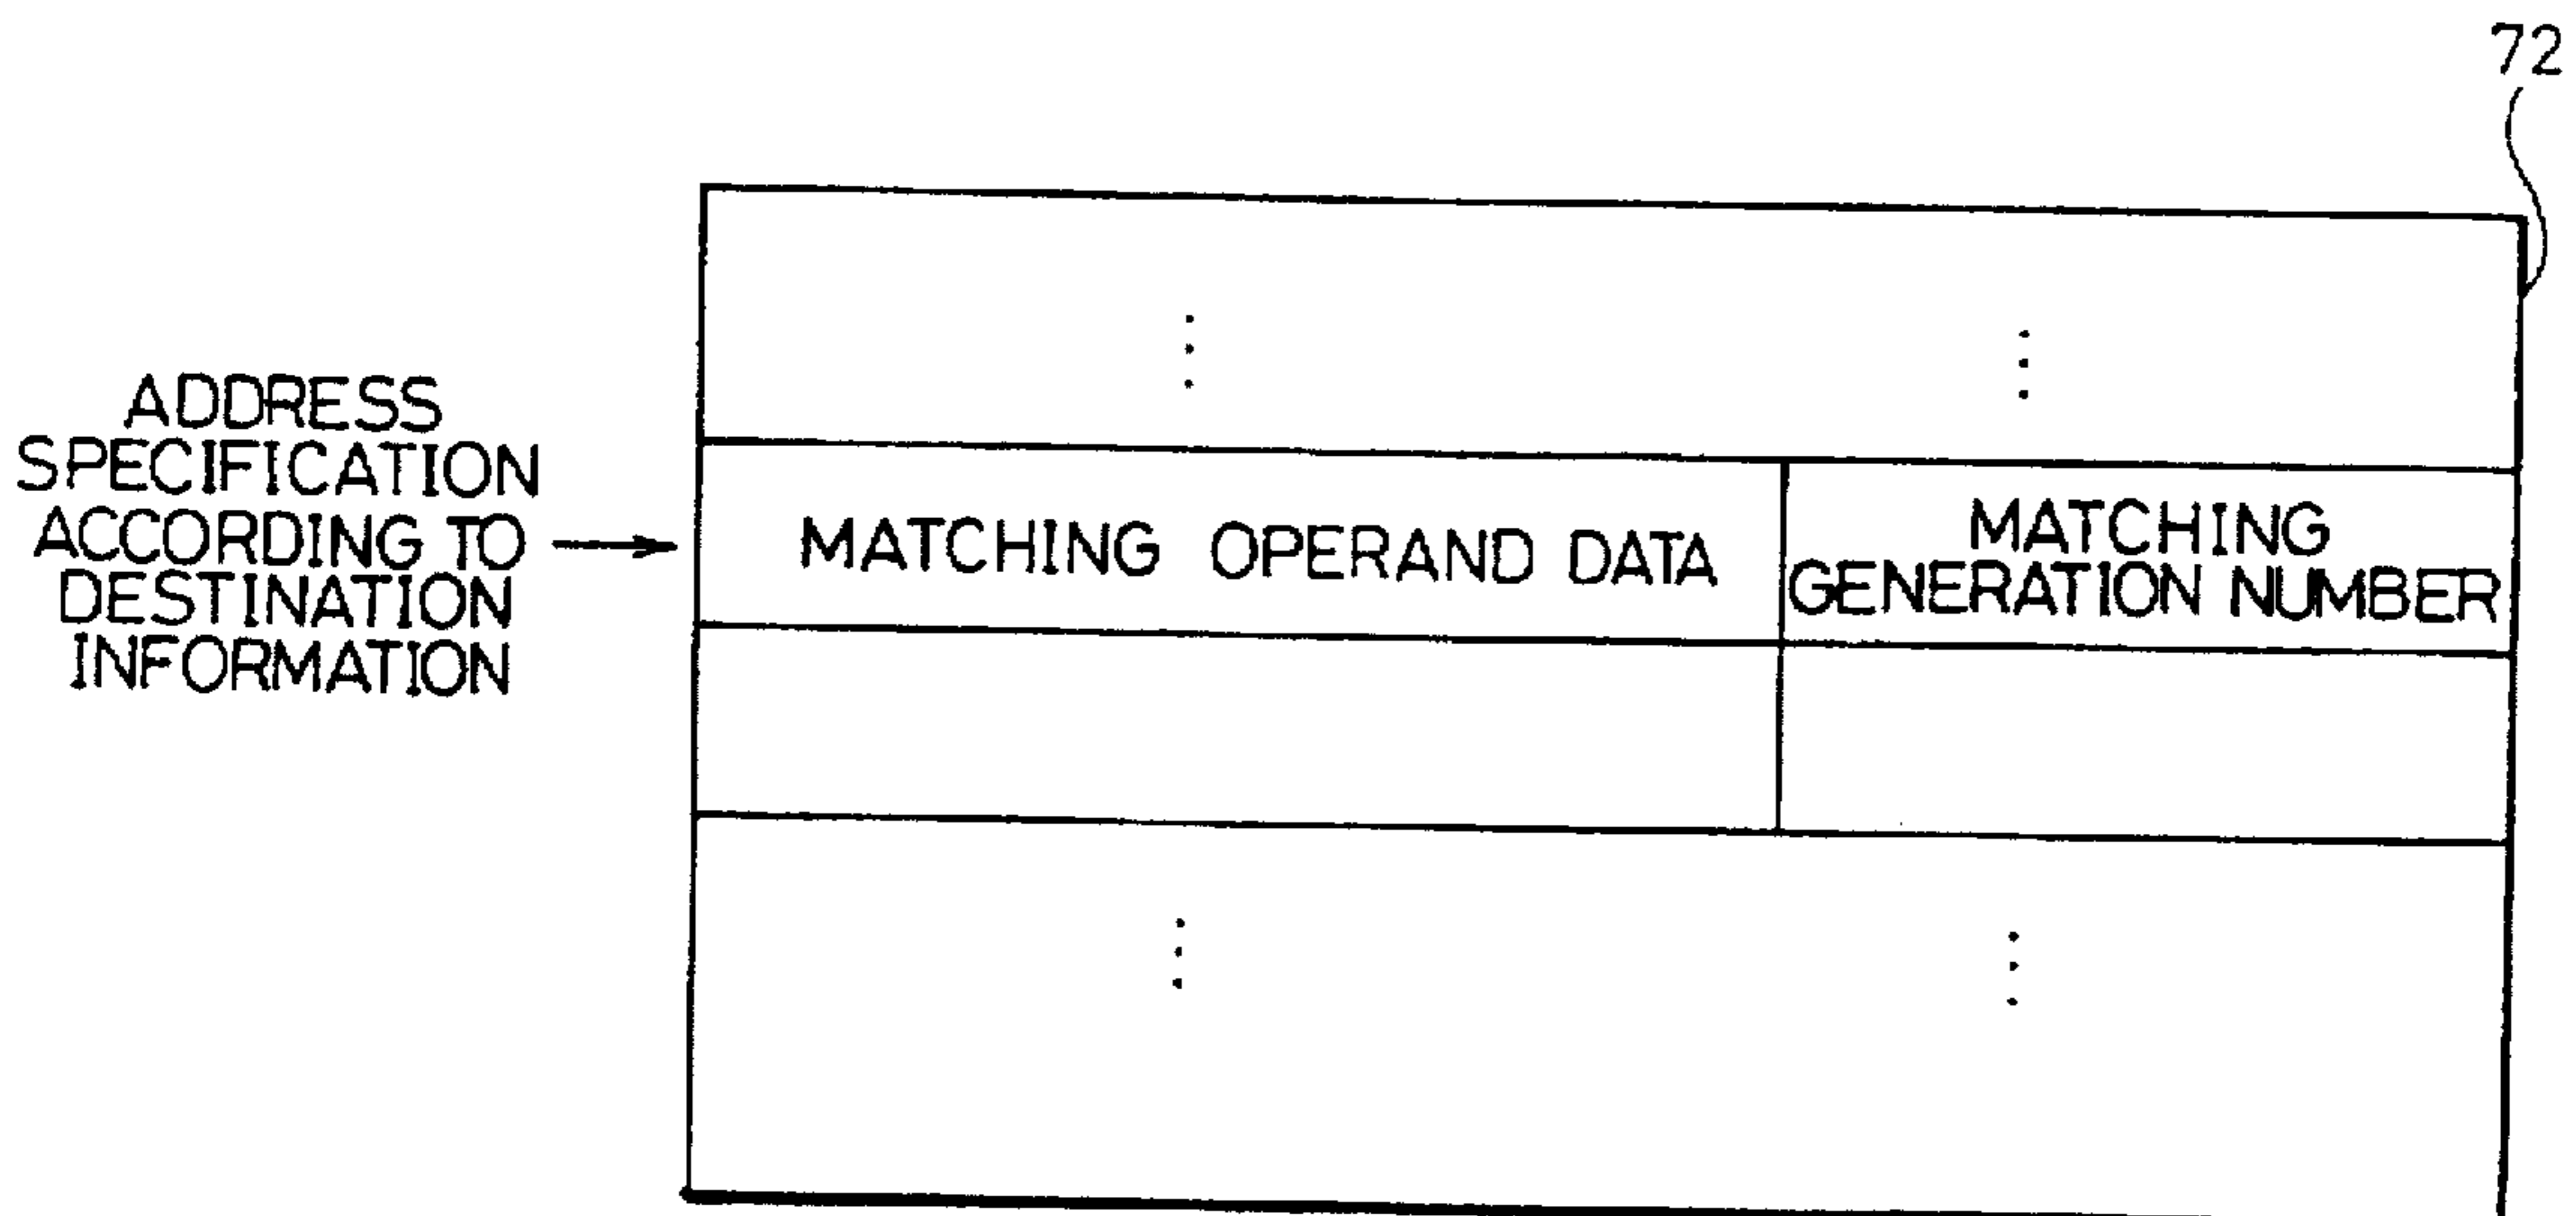 72
ADDRESS
SPECIFICATION
ACCORDING TO
DESTINATION
INFORMATION
MATCHING OPERAND DATA
MATCHING
GENERATION NUMBER